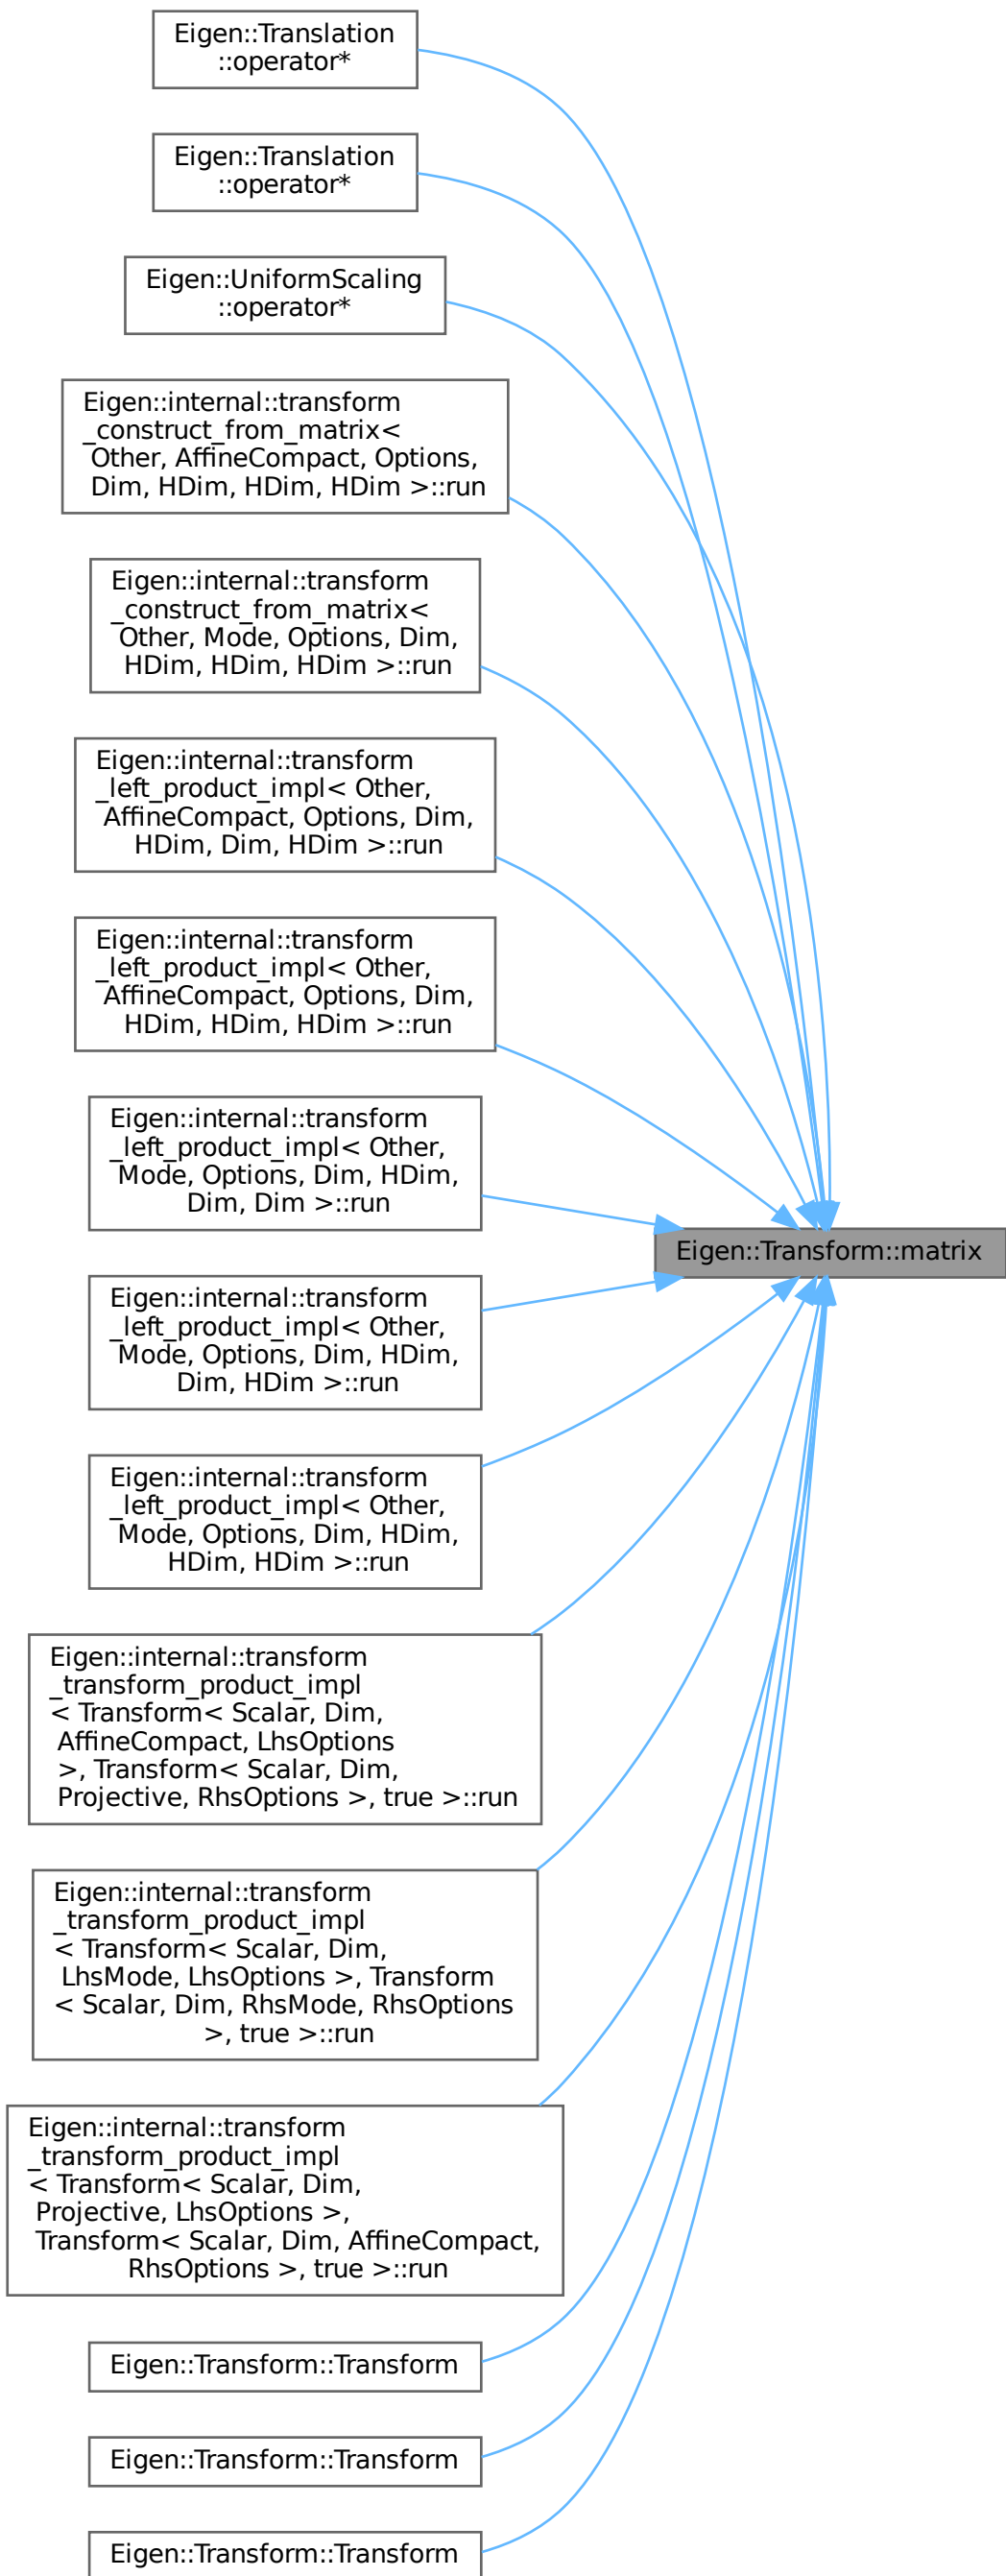 Eigen::Translation
::operator*
Eigen::Translation
::operator*
Eigen::UniformScaling
::operator*
Eigen::internal::transform
_construct_from_matrix<
Other, AffineCompact, Options,
Dim, HDim, HDim, HDim >::run
Eigen::internal::transform
_construct_from_matrix<
Other, Mode, Options, Dim,
HDim, HDim, HDim >::run
Eigen::internal::transform
_left_product_impl< Other,
AffineCompact, Options, Dim,
HDim, Dim, HDim >::run
Eigen::internal::transform
_left_product_impl< Other,
AffineCompact, Options, Dim,
HDim, HDim, HDim >::run
Eigen::internal::transform
_left_product_impl< Other,
Mode, Options, Dim, HDim,
Dim, Dim >::run
Eigen::Transform::matrix
Eigen::internal::transform
_left_product_impl< Other,
Mode, Options, Dim, HDim,
Dim, HDim >::run
Eigen::internal::transform
_left_product_impl< Other,
Mode, Options, Dim, HDim,
HDim, HDim >::run
Eigen::internal::transform
_transform_product_impl
< Transform< Scalar, Dim,
AffineCompact, LhsOptions
>, Transform< Scalar, Dim,
Projective, RhsOptions >, true >::run
Eigen::internal::transform
_transform_product_impl
< Transform< Scalar, Dim,
LhsMode, LhsOptions >, Transform
< Scalar, Dim, RhsMode, RhsOptions
>, true >::run
Eigen::internal::transform
_transform_product_impl
< Transform< Scalar, Dim,
Projective, LhsOptions >,
Transform< Scalar, Dim, AffineCompact,
RhsOptions >, true >::run
Eigen::Transform::Transform
Eigen::Transform::Transform
Eigen::Transform::Transform